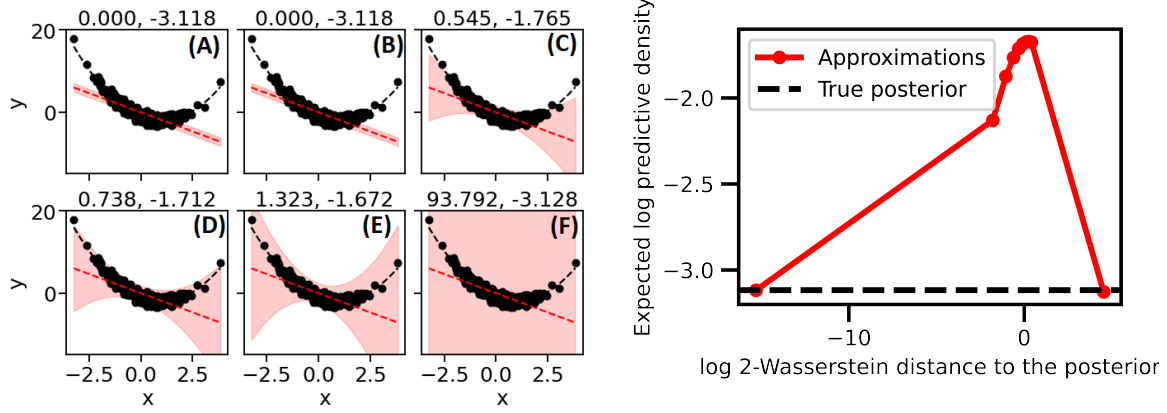 0.000, -3.118
0.000, -3.118
0.545, -1.765
20
0
y
(A)
(B)
(C)
0.738, -1.712
1.323, -1.672
93.792, -3.128
20
0
y
(D)
(E)
(F)
−2.5 0.0 2.5
−2.5 0.0 2.5
−2.5 0.0 2.5
x
x
x
Expected log predictive density
−2.0
−2.5
−3.0
Approximations
True posterior
−10 0
log 2-Wasserstein distance to the posterior